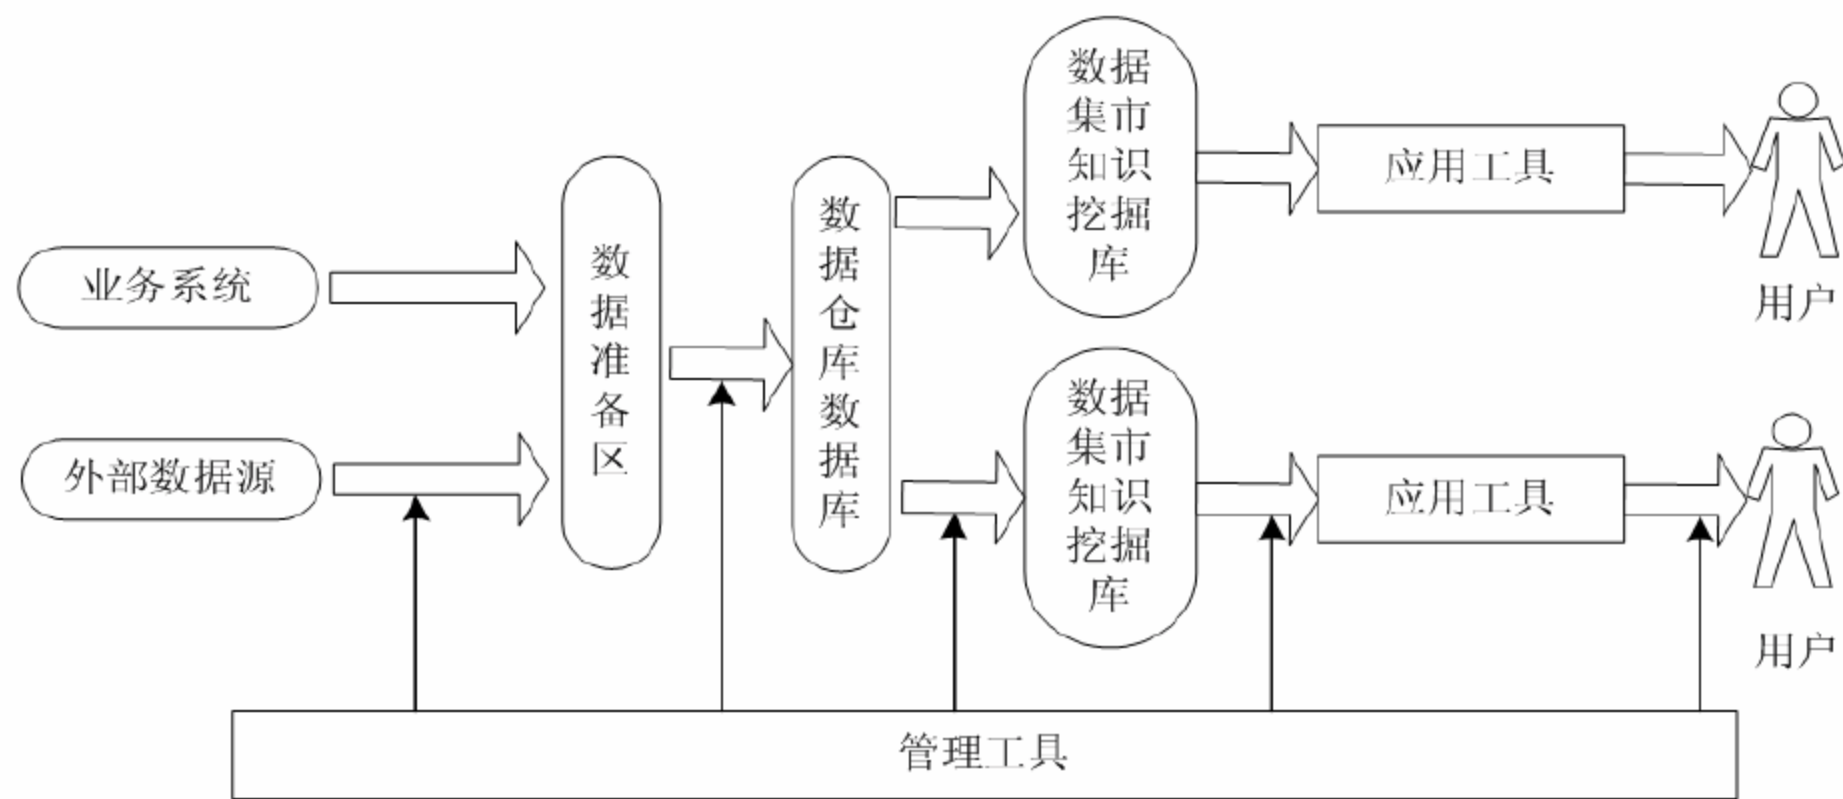 业务系统
外部数据源
数
据
准
备
区
数
据
仓
库
数
据
库
数据
集市
知识
挖掘
库
应用工具
用户
数据
集市
知识
挖掘
库
应用工具
用户
管理工具